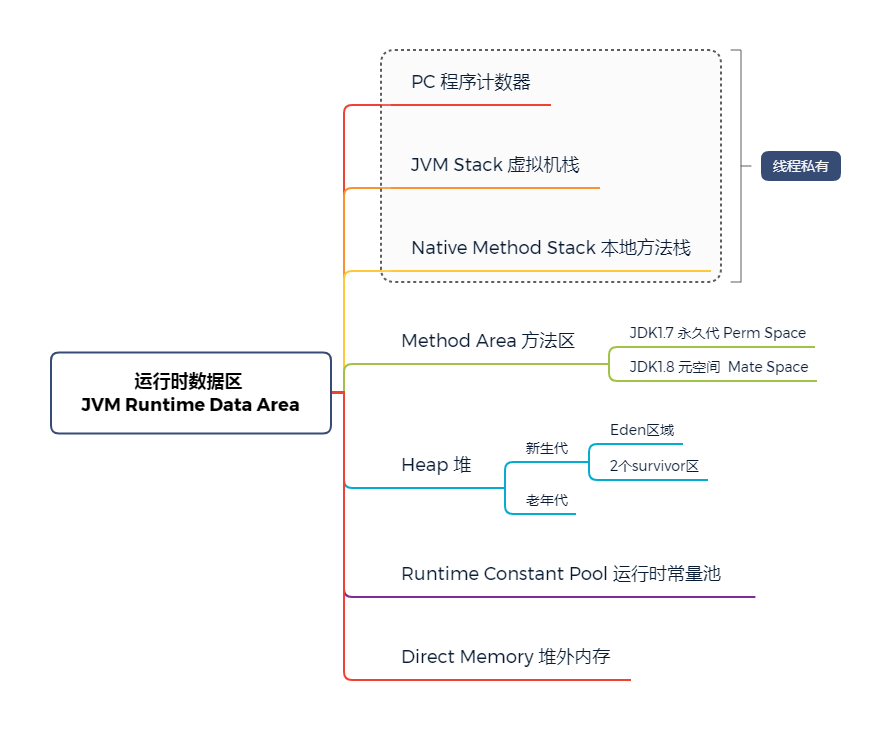 PC 程序计数器
JVM Stack 虚拟机栈
线程私有
Native Method Stack 本地方法栈
Method Area 方法区
JDK1.7 永久代 Perm Space
JDK1.8 元空间  Mate Space
运行时数据区
JVM Runtime Data Area
Heap 堆
新生代
Eden区域
2个survivor区
老年代
Runtime Constant Pool 运行时常量池
Direct Memory 堆外内存